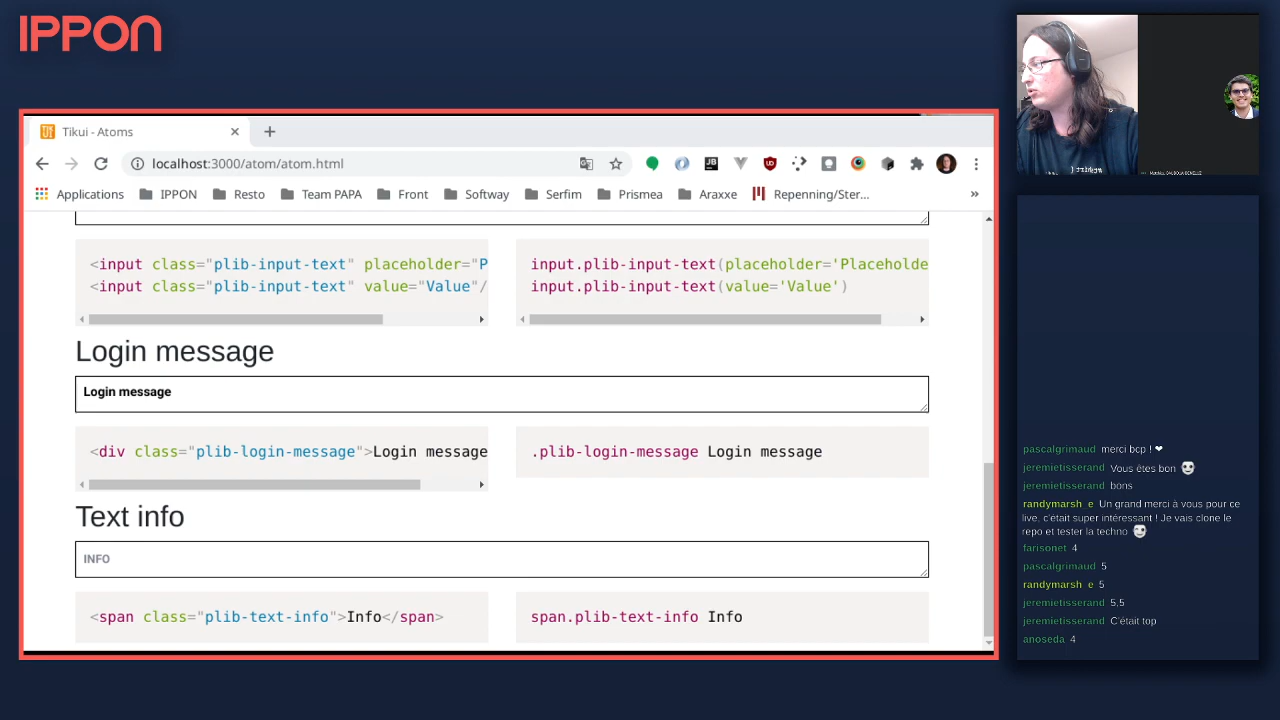 IPPON
Tikui - Atoms
localhost:3000/atom/atom.html
Applications IPPON Resto Team PAPA Front Softway Serfim Prismea Araxxe Repenning/Ster... »
<input class="plib-input-text" placeholder="P
<input class="plib-input-text" value="Value"/
input.plib-input-text(placeholder='Placeholde
input.plib-input-text(value='Value')
Login message
Login message
<div class="plib-login-message">Login message
.plib-login-message Login message
Text info
INFO
<span class="plib-text-info">Info</span>
span.plib-text-info Info
pascalgrimaud merci bcp ! ❤
jeremietisserand Vous êtes bon
jeremietisserand bons
randymarsh_e Un grand merci à vous pour ce
live, c'était super intéressant ! Je vais clone le
repo et tester la techno
farisonet 4
pascalgrimaud 5
randymarsh_e 5
jeremietisserand 5,5
jeremietisserand C'était top
anoseda 4